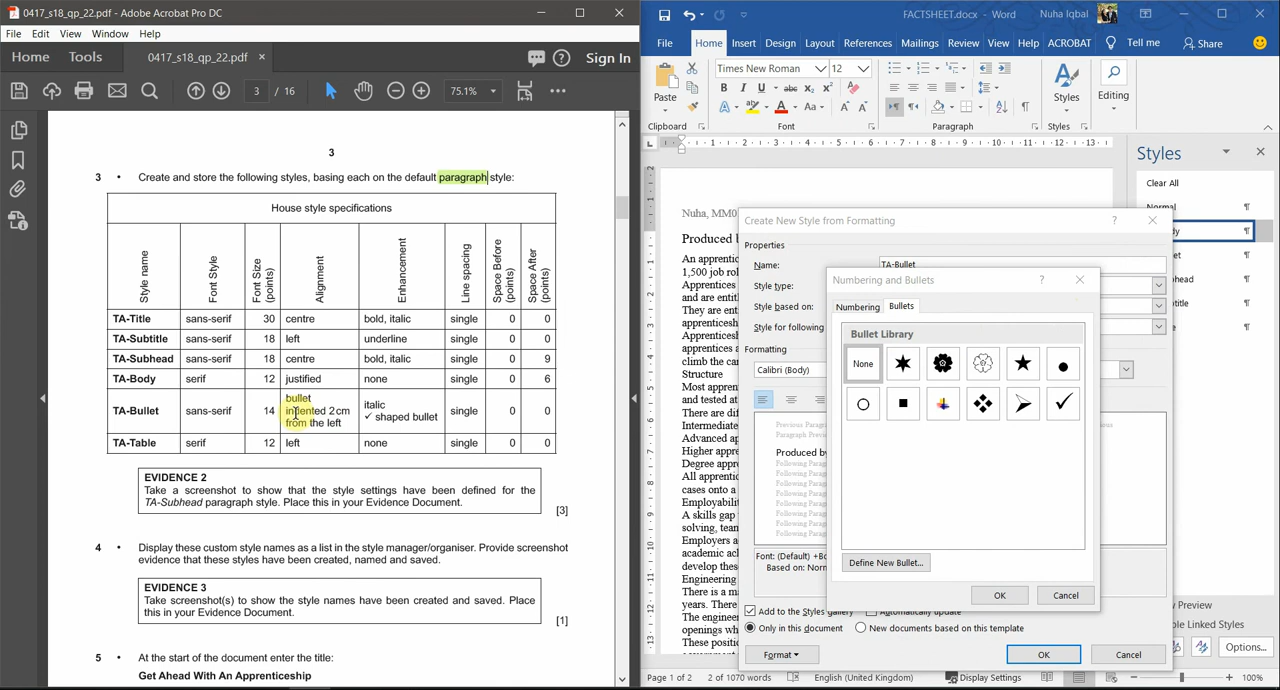 0417_s18_qp_22.pdf - Adobe Acrobat Pro DC
File Edit View Window Help
Home Tools 0417_s18_qp_22.pdf × Sign In
3 / 16 75.1%
3
3 • Create and store the following styles, basing each on the default paragraph style:
House style specifications
Style name Font Style Font Size (points) Alignment Enhancement Line spacing Space Before (points) Space After (points)
TA-Title sans-serif 30 centre bold, italic single 0 0
TA-Subtitle sans-serif 18 left underline single 0 0
TA-Subhead sans-serif 18 centre bold, italic single 0 9
TA-Body serif 12 justified none single 0 6
TA-Bullet sans-serif 14 bullet indented 2 cm from the left italic ✓ shaped bullet single 0 0
TA-Table serif 12 left none single 0 0
EVIDENCE 2
Take a screenshot to show that the style settings have been defined for the
TA-Subhead paragraph style. Place this in your Evidence Document.
[3]
4 • Display these custom style names as a list in the style manager/organiser. Provide screenshot
evidence that these styles have been created, named and saved.
EVIDENCE 3
Take screenshot(s) to show the style names have been created and saved. Place
this in your Evidence Document.
[1]
5 • At the start of the document enter the title:
Get Ahead With An Apprenticeship
FACTSHEET.docx - Word Nuha Iqbal
File Home Insert Design Layout References Mailings Review View Help ACROBAT Tell me Share
Paste
Times New Roman 12
Styles
Editing
Clipboard Font Paragraph Styles
Nuha, MM0
Produced b
An apprentic
1,500 job rol
Apprentices
and are entitl
They are ent
apprenticeshi
Apprenticesh
apprentices a
climb the car
Structure
Most apprent
and tested at
There are dif
Intermediate
Advanced ap
Higher appre
Degree appre
All apprentic
cases onto a
Employabilit
A skills gap
solving, team
Employers a
academic ach
develop these
Engineering
There is a ma
years. There
The engineer
openings wh
These positio
Styles
Clear All
Normal
Create New Style from Formatting
Properties
Name: TA-Bullet
Style type:
Style based on:
Style for following
Formatting
Calibri (Body)
Produced by
Font: (Default) +Bo
Based on: Norm
Add to the Styles gallery Automatically update
Only in this document New documents based on this template
Format OK Cancel
Numbering and Bullets
Numbering Bullets
Bullet Library
None
Define New Bullet...
OK Cancel
Options...
Page 1 of 2 2 of 1070 words English (United Kingdom) Display Settings 100%